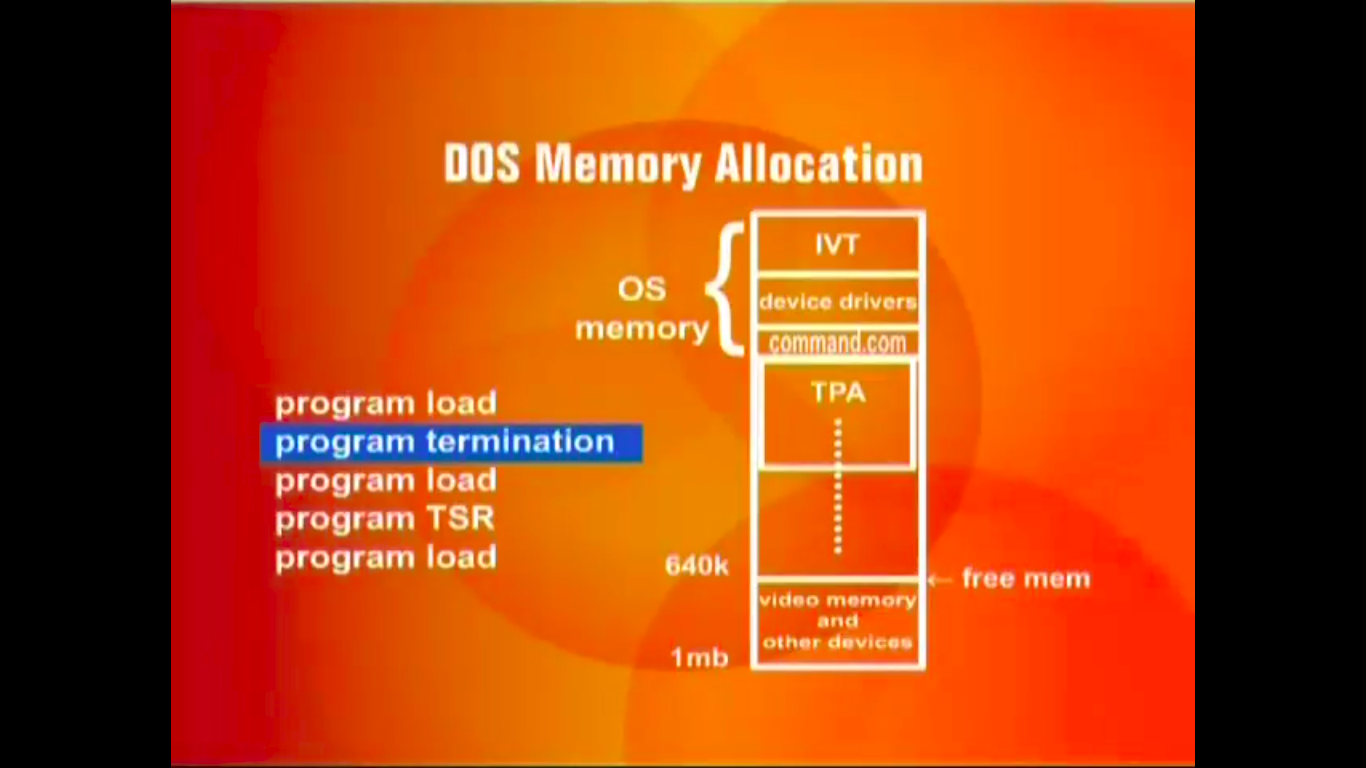 DOS Memory Allocation
IVT
device drivers
command.com
OS
memory
TPA
program load
program termination
program load
program TSR
program load
640k
← free mem
video memory
and
other devices
1mb